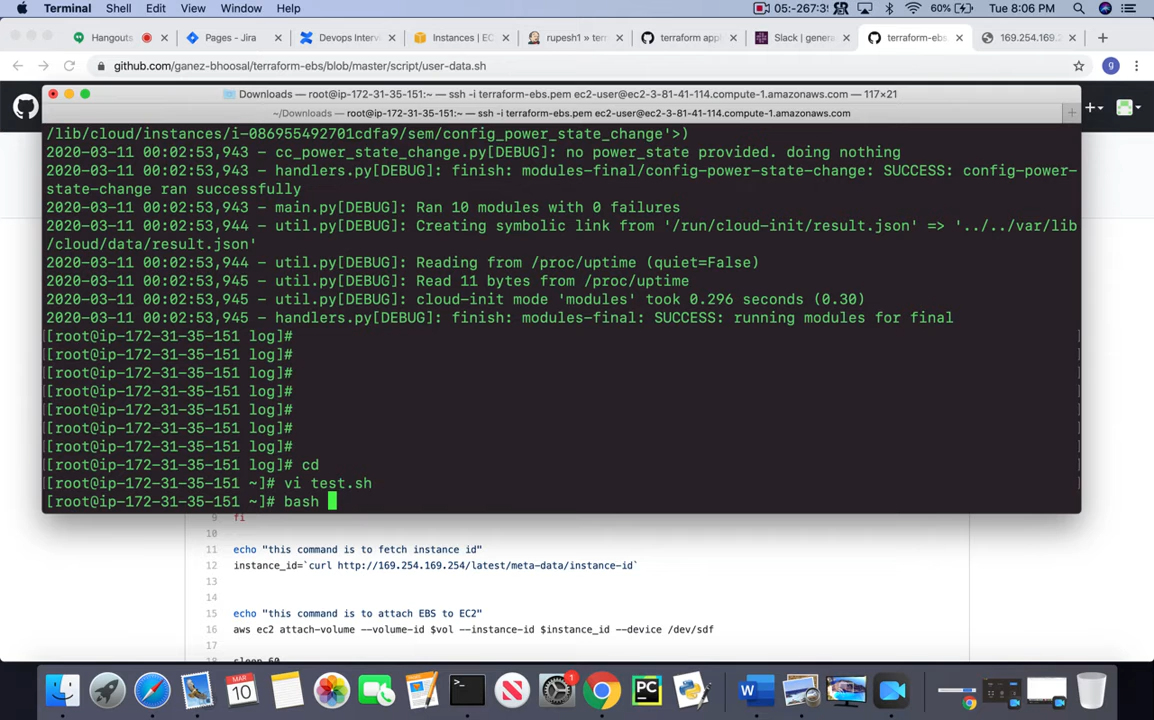 Terminal Shell Edit View Window Help 05:-267:39 60% Tue 8:06 PM
Hangouts Pages - Jira Devops Interv Instances | EC rupesh1 » tern terraform appl Slack | genera terraform-ebs 169.254.169.
github.com/ganez-bhoosal/terraform-ebs/blob/master/script/user-data.sh g
Downloads — root@ip-172-31-35-151:~ — ssh -i terraform-ebs.pem ec2-user@ec2-3-81-41-114.compute-1.amazonaws.com — 117×21
~/Downloads — root@ip-172-31-35-151:~ — ssh -i terraform-ebs.pem ec2-user@ec2-3-81-41-114.compute-1.amazonaws.com
/lib/cloud/instances/i-086955492701cdfa9/sem/config_power_state_change'>)
2020-03-11 00:02:53,943 - cc_power_state_change.py[DEBUG]: no power_state provided. doing nothing
2020-03-11 00:02:53,943 - handlers.py[DEBUG]: finish: modules-final/config-power-state-change: SUCCESS: config-power-
state-change ran successfully
2020-03-11 00:02:53,943 - main.py[DEBUG]: Ran 10 modules with 0 failures
2020-03-11 00:02:53,944 - util.py[DEBUG]: Creating symbolic link from '/run/cloud-init/result.json' => '../../var/lib
/cloud/data/result.json'
2020-03-11 00:02:53,944 - util.py[DEBUG]: Reading from /proc/uptime (quiet=False)
2020-03-11 00:02:53,945 - util.py[DEBUG]: Read 11 bytes from /proc/uptime
2020-03-11 00:02:53,945 - util.py[DEBUG]: cloud-init mode 'modules' took 0.296 seconds (0.30)
2020-03-11 00:02:53,945 - handlers.py[DEBUG]: finish: modules-final: SUCCESS: running modules for final
[root@ip-172-31-35-151 log]#
[root@ip-172-31-35-151 log]#
[root@ip-172-31-35-151 log]#
[root@ip-172-31-35-151 log]#
[root@ip-172-31-35-151 log]#
[root@ip-172-31-35-151 log]#
[root@ip-172-31-35-151 log]#
[root@ip-172-31-35-151 log]# cd
[root@ip-172-31-35-151 ~]# vi test.sh
[root@ip-172-31-35-151 ~]# bash
9 fi
10
11 echo "this command is to fetch instance id"
12 instance_id=`curl http://169.254.169.254/latest/meta-data/instance-id`
13
14
15 echo "this command is to attach EBS to EC2"
16 aws ec2 attach-volume --volume-id $vol --instance-id $instance_id --device /dev/sdf
17
18 sleep 60
MAR
10
1
PC
W